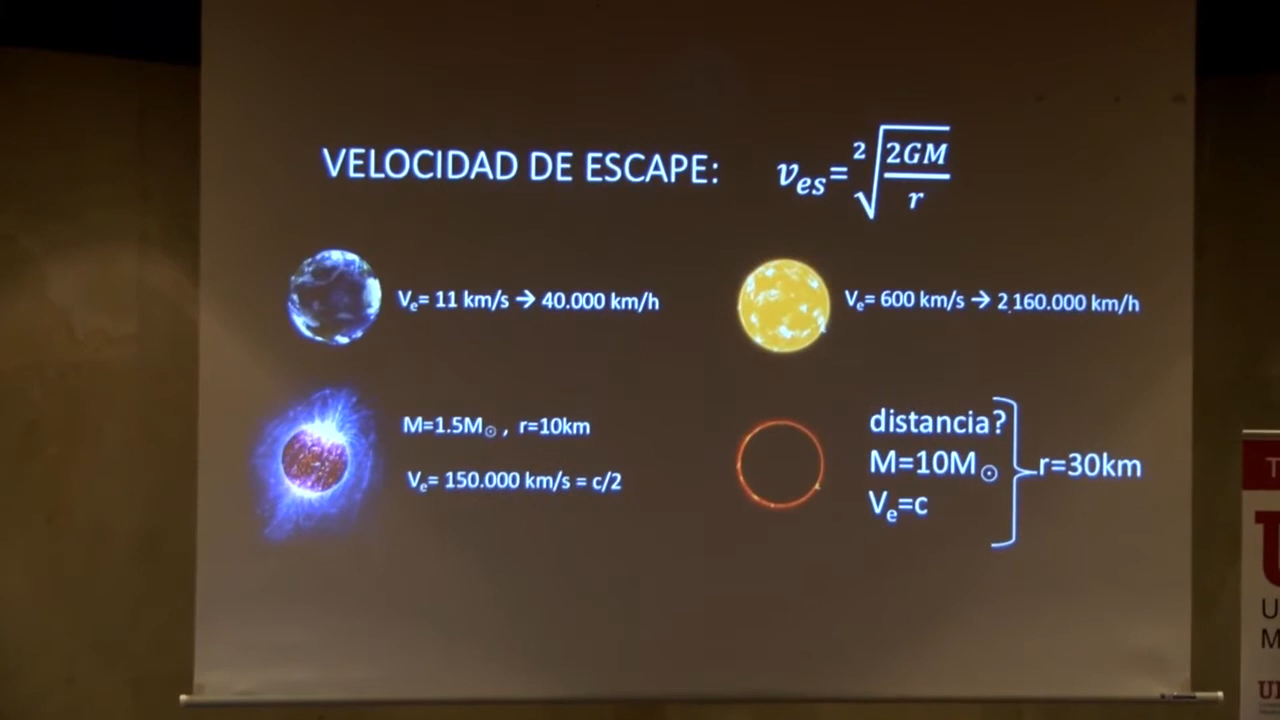 VELOCIDAD DE ESCAPE: v_es = ²√(2GM/r)
Vₑ= 11 km/s → 40.000 km/h
Vₑ= 600 km/s → 2.160.000 km/h
M=1.5M☉ , r=10km
Vₑ= 150.000 km/s = c/2
distancia?
M=10M☉
Vₑ=c
r=30km